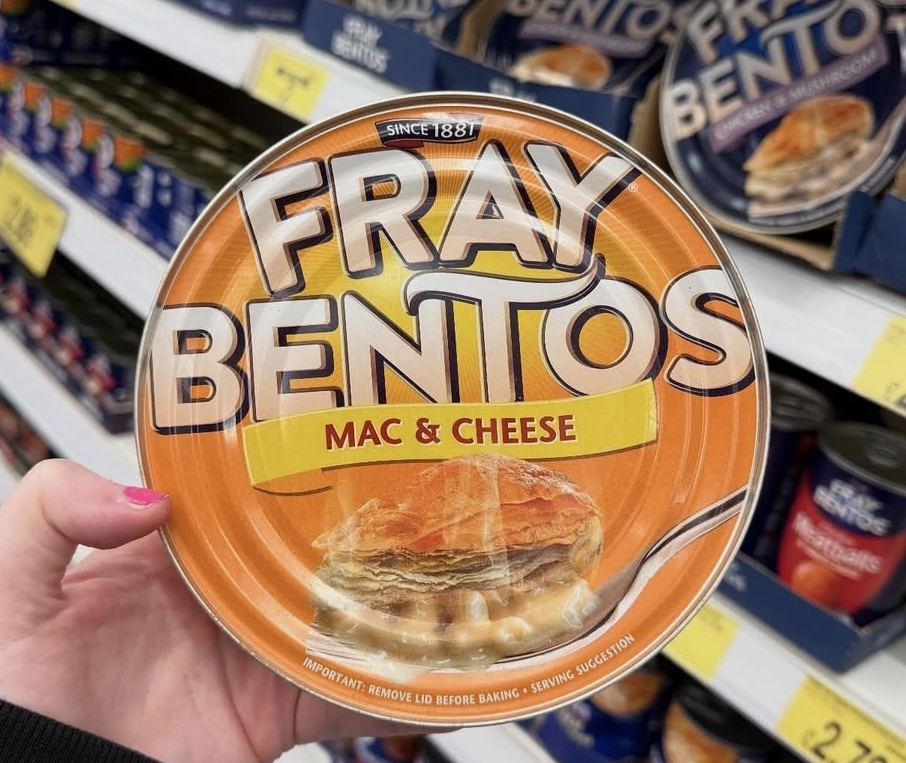 SINCE 1881
FRAY
BENTOS
MAC & CHEESE
IMPORTANT: REMOVE LID BEFORE BAKING • SERVING SUGGESTION
FRAY
BENTOS
BENTOS
FRAY
BENTOS
CHICKEN & MUSHROOM
FRAY
BENTOS
Meatballs